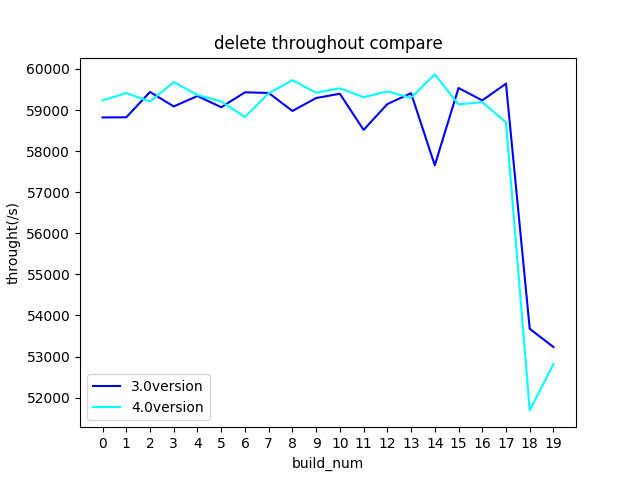 delete throughout compare
throught(/s)
60000
59000
58000
57000
56000
55000
54000
53000
52000
3.0version
4.0version
0 1 2 3 4 5 6 7 8 9 10 11 12 13 14 15 16 17 18 19
build_num